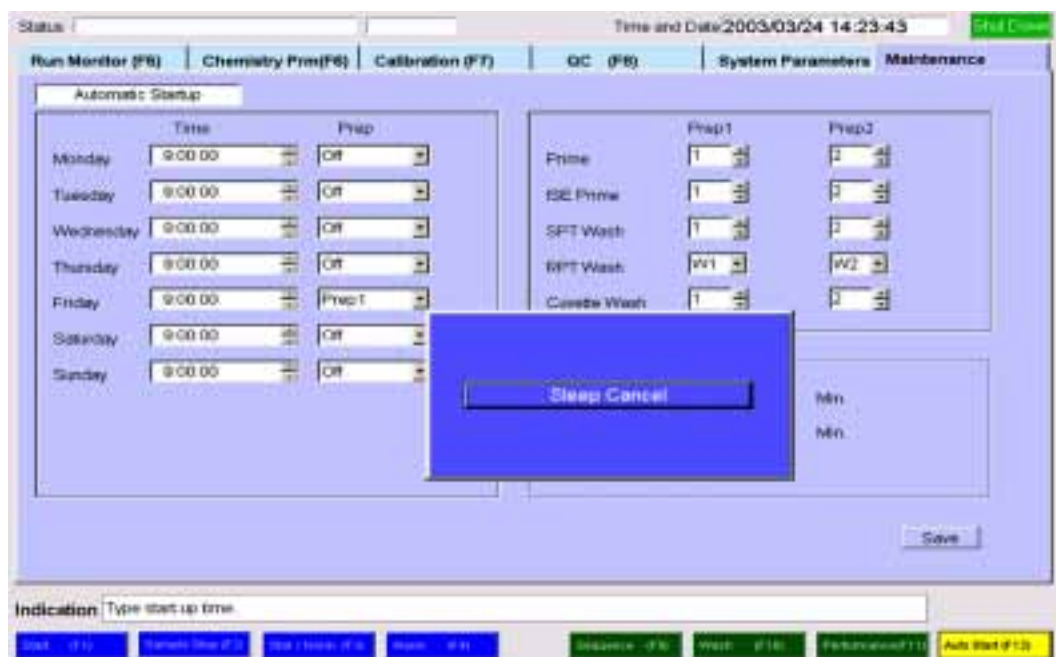 Status Time and Date 2003/03/24 14:23:43 Shut Down
Run Monitor (F5) Chemistry Prm(F6) Calibration (F7) QC (F8) System Parameters Maintenance
Automatic Startup
Time Prep
Monday 9:00:00 Off
Tuesday 9:00:00 Off
Wednesday 9:00:00 Off
Thursday 9:00:00 Off
Friday 9:00:00 Prep1
Saturday 9:00:00 Off
Sunday 9:00:00 Off
Prep1 Prep2
Prime 1 2
ISE Prime 1 2
SPT Wash 1 2
RPT Wash W1 W2
Cuvette Wash 1 2
Sleep Cancel
Min.
Min.
Save
Indication Type start up time.
Start (F1) Sequence (F9) Wash (F10) Performance(F11) Auto Start (F12)